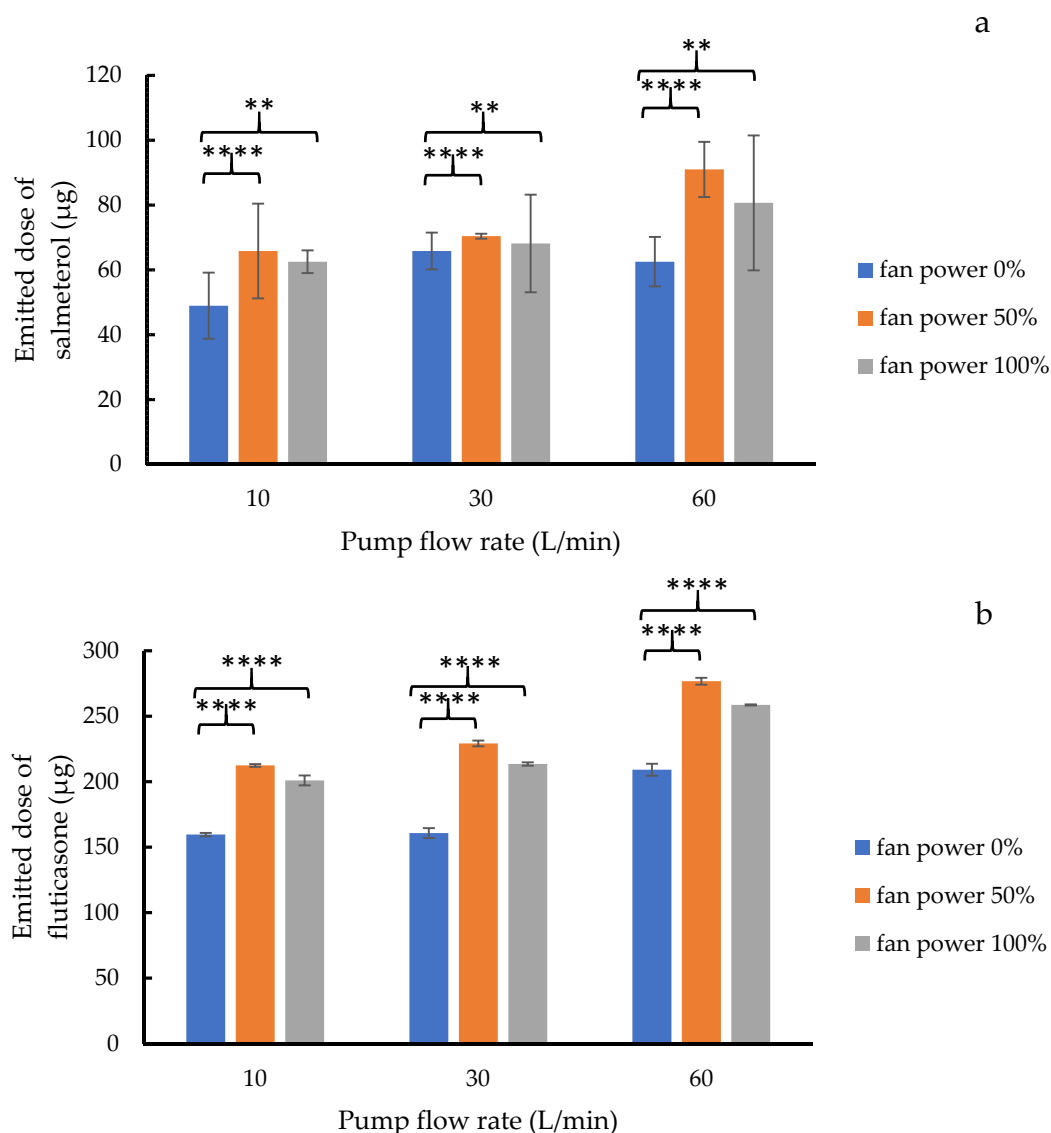 a
**
** **
120
****
**** ****
100
80
60
40
20
0
Emitted dose of
salmeterol (µg)
fan power 0%
fan power 50%
fan power 100%
10 30 60
Pump flow rate (L/min)
b
****
****
300
**** ****
**** ****
250
200
150
100
50
0
Emitted dose of
fluticasone (µg)
fan power 0%
fan power 50%
fan power 100%
10 30 60
Pump flow rate (L/min)